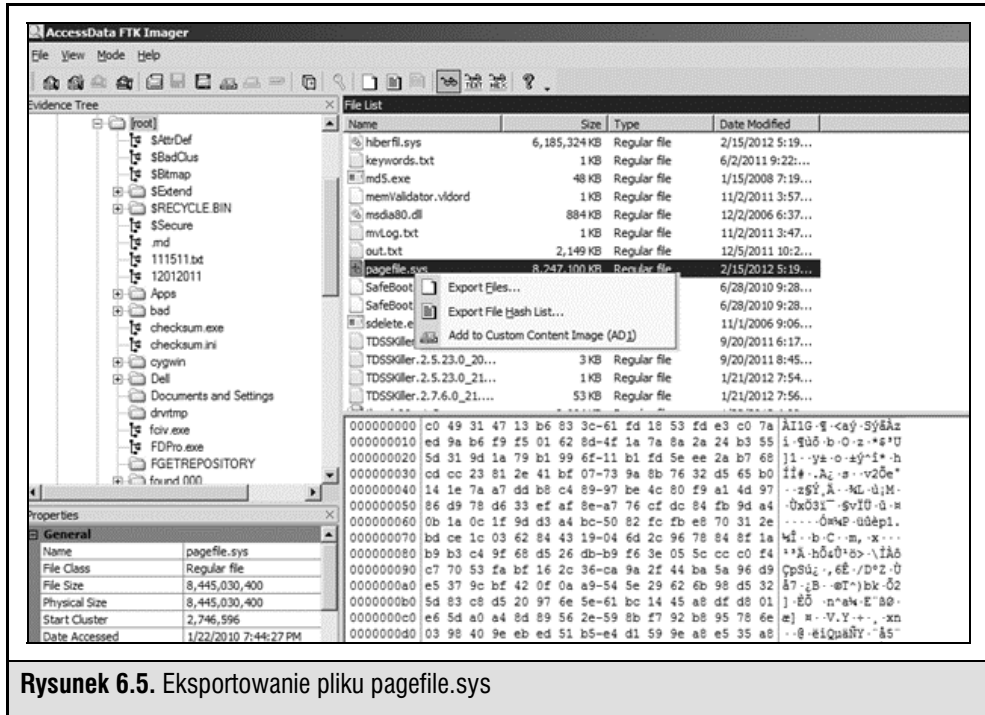 AccessData FTK Imager
File View Mode Help
Evidence Tree
[root]
$AttrDef
$BadClus
$Bitmap
$Extend
$RECYCLE.BIN
$Secure
.md
111511.txt
12012011
Apps
bad
checksum.exe
checksum.ini
cygwin
Dell
Documents and Settings
drvrtmp
fciv.exe
FDPro.exe
FGETREPOSITORY
found.000
File List
Name Size Type Date Modified
hiberfil.sys 6,185,324 KB Regular file 2/15/2012 5:19...
keywords.txt 1 KB Regular file 6/2/2011 9:22:...
md5.exe 48 KB Regular file 1/15/2008 7:19...
memValidator.vldord 1 KB Regular file 11/2/2011 3:57...
msdia80.dll 884 KB Regular file 12/2/2006 6:37...
mvLog.txt 1 KB Regular file 11/2/2011 3:47...
out.txt 2,149 KB Regular file 12/5/2011 10:2...
pagefile.sys 8,247,100 KB Regular file 2/15/2012 5:19...
SafeBoot 6/28/2010 9:28...
SafeBoot 6/28/2010 9:28...
sdelete.e 11/1/2006 9:06...
TDSSKiller 9/20/2011 6:17...
TDSSKiller.2.5.23.0_20... 3 KB Regular file 9/20/2011 8:45...
TDSSKiller.2.5.23.0_21... 1 KB Regular file 1/21/2012 7:54...
TDSSKiller.2.7.6.0_21.... 53 KB Regular file 1/21/2012 7:56...
Export Files...
Export File Hash List...
Add to Custom Content Image (AD1)
000000000 c0 49 31 47 13 b6 83 3c-61 fd 18 53 fd e3 c0 7a
000000010 ed 9a b6 f9 f5 01 62 8d-4f 1a 7a 8a 2a 24 b3 55
000000020 5d 31 9d 1a 79 b1 99 6f-11 b1 fd 5e ee 2a b7 68
000000030 cd cc 23 81 2e 41 bf 07-73 9a 8b 76 32 d5 65 b0
000000040 14 1e 7a a7 dd b8 c4 89-97 be 4c 80 f9 a1 4d 97
000000050 86 d9 78 d6 33 ef af 8e-a7 76 cf dc 84 fb 9d a4
000000060 0b 1a 0c 1f 9d d3 a4 bc-50 82 fc fb e8 70 31 2e
000000070 bd ce 1c 03 62 84 43 19-04 6d 2c 96 78 84 8f 1a
000000080 b9 b3 c4 9f 68 d5 26 db-b9 f6 3e 05 5c cc c0 f4
000000090 c7 70 53 fa bf 16 2c 36-ca 9a 2f 44 ba 5a 96 d9
0000000a0 e5 37 9c bf 42 0f 0a a9-54 5e 29 62 6b 98 d5 32
0000000b0 5d 83 c8 d5 20 97 6e 5e-61 bc 14 45 a8 df d8 01
0000000c0 e6 5d a0 a4 8d 89 56 2e-59 8b f7 92 b8 95 78 6e
0000000d0 03 98 40 9e eb ed 51 b5-e4 d1 59 9e a8 e5 35 a8
Properties
General
Name pagefile.sys
File Class Regular file
File Size 8,445,030,400
Physical Size 8,445,030,400
Start Cluster 2,746,596
Date Accessed 1/22/2010 7:44:27 PM
Rysunek 6.5. Eksportowanie pliku pagefile.sys